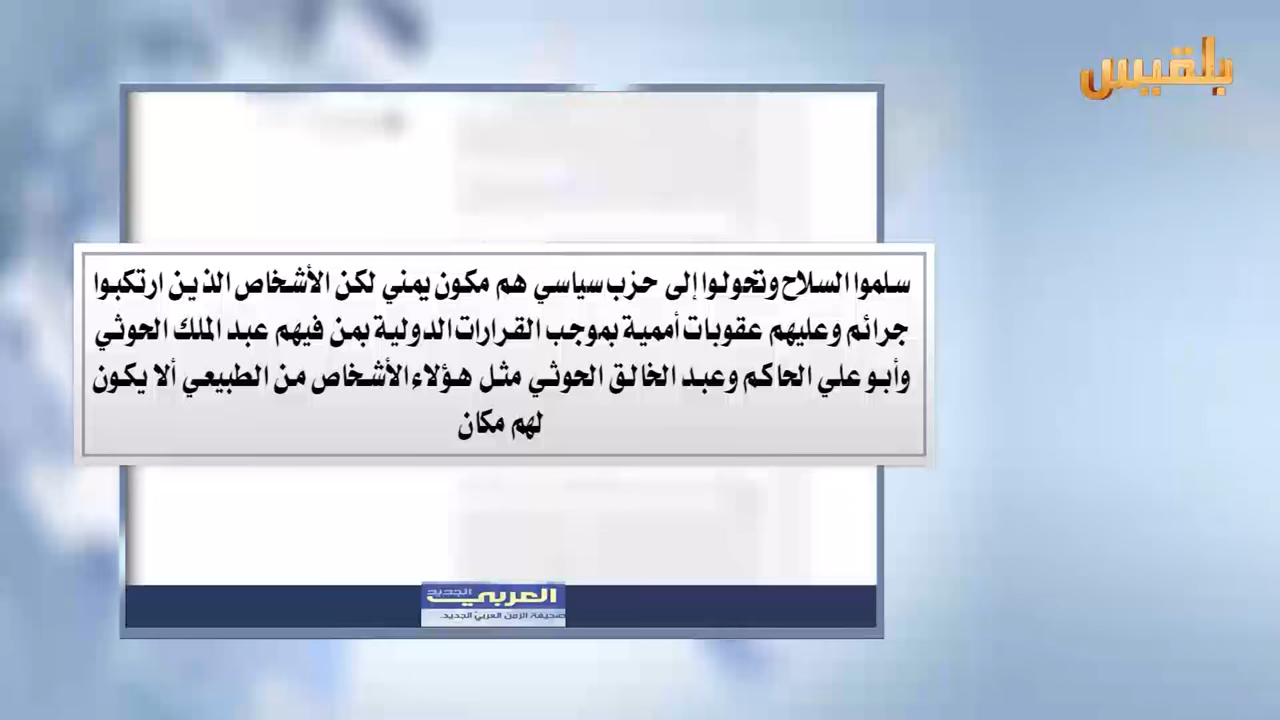 بلقيس
سلموا السلاح وتحولوا إلى حزب سياسي هم مكون يمني لكن الأشخاص الذين ارتكبوا
جرائم وعليهم عقوبات أممية بموجب القرارات الدولية بمن فيهم عبد الملك الحوثي
وأبو علي الحاكم وعبد الخالق الحوثي مثل هؤلاء الأشخاص من الطبيعي ألا يكون
لهم مكان
العربي الجديد
صحيفة الزمن العربيّ الجديد.